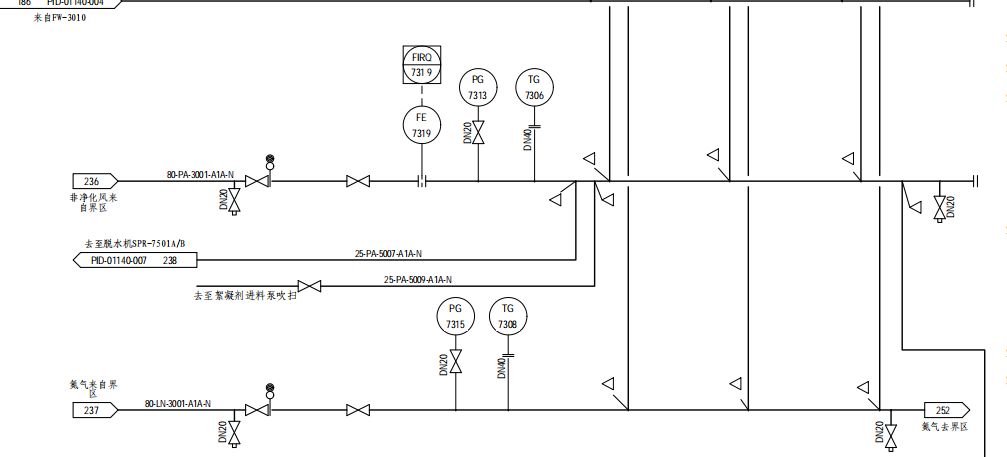 186 PID-01140-004
来自FW-3010
FIRQ
7319
PG
7313
TG
7306
FE
7319
DN20
DN40
236
80-PA-3001-A1A-N
非净化风来
自界区
DN20
DN20
去至脱水机SPR-7501A/B
PID-01140-007 238
25-PA-5007-A1A-N
25-PA-5009-A1A-N
去至絮凝剂进料泵吹扫
PG
7315
TG
7308
DN20
DN40
氮气来自界
区
237
80-LN-3001-A1A-N
252
氮气去界区
DN20
DN20